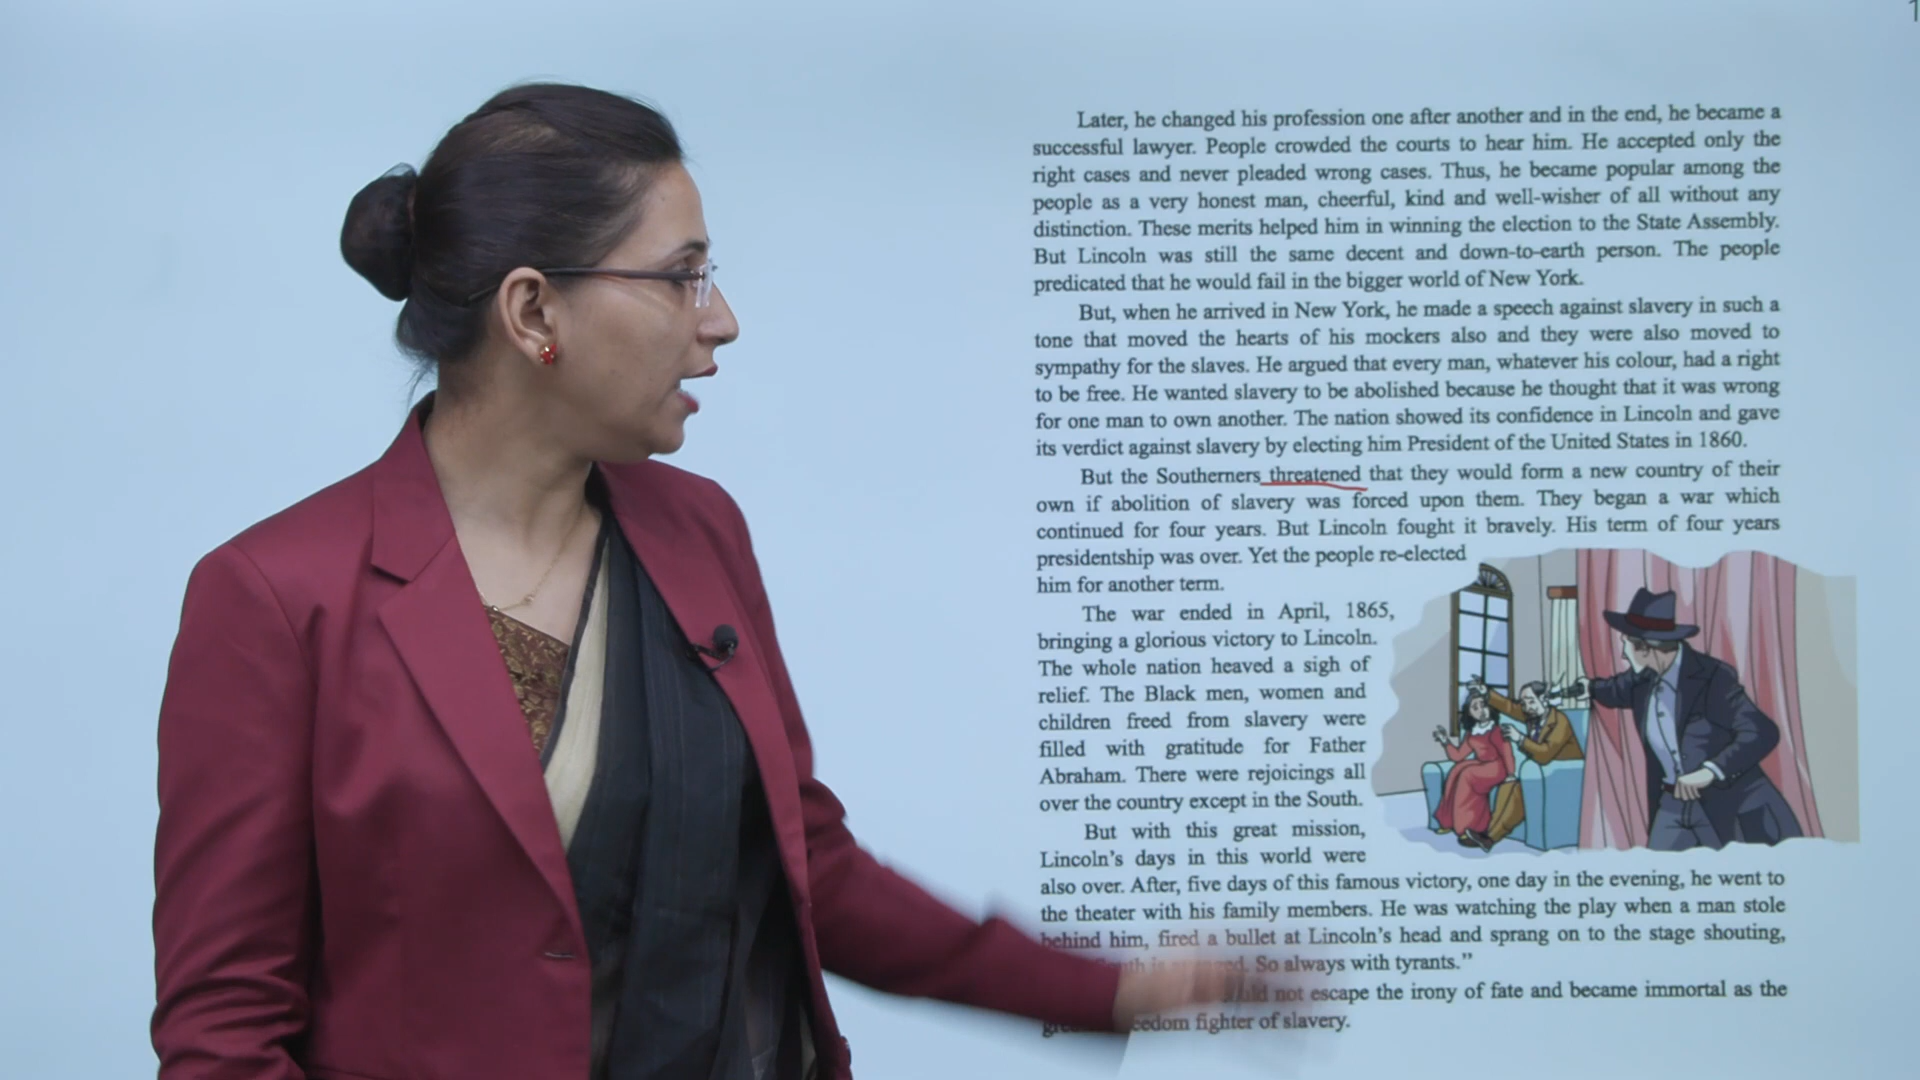 1
Later, he changed his profession one after another and in the end, he became a
successful lawyer. People crowded the courts to hear him. He accepted only the
right cases and never pleaded wrong cases. Thus, he became popular among the
people as a very honest man, cheerful, kind and well-wisher of all without any
distinction. These merits helped him in winning the election to the State Assembly.
But Lincoln was still the same decent and down-to-earth person. The people
predicated that he would fail in the bigger world of New York.
But, when he arrived in New York, he made a speech against slavery in such a
tone that moved the hearts of his mockers also and they were also moved to
sympathy for the slaves. He argued that every man, whatever his colour, had a right
to be free. He wanted slavery to be abolished because he thought that it was wrong
for one man to own another. The nation showed its confidence in Lincoln and gave
its verdict against slavery by electing him President of the United States in 1860.
But the Southerners threatened that they would form a new country of their
own if abolition of slavery was forced upon them. They began a war which
continued for four years. But Lincoln fought it bravely. His term of four years
presidentship was over. Yet the people re-elected
him for another term.
The war ended in April, 1865,
bringing a glorious victory to Lincoln.
The whole nation heaved a sigh of
relief. The Black men, women and
children freed from slavery were
filled with gratitude for Father
Abraham. There were rejoicings all
over the country except in the South.
But with this great mission,
Lincoln's days in this world were
also over. After, five days of this famous victory, one day in the evening, he went to
the theater with his family members. He was watching the play when a man stole
behind him, fired a bullet at Lincoln's head and sprang on to the stage shouting,
So always with tyrants."
not escape the irony of fate and became immortal as the
fighter of slavery.